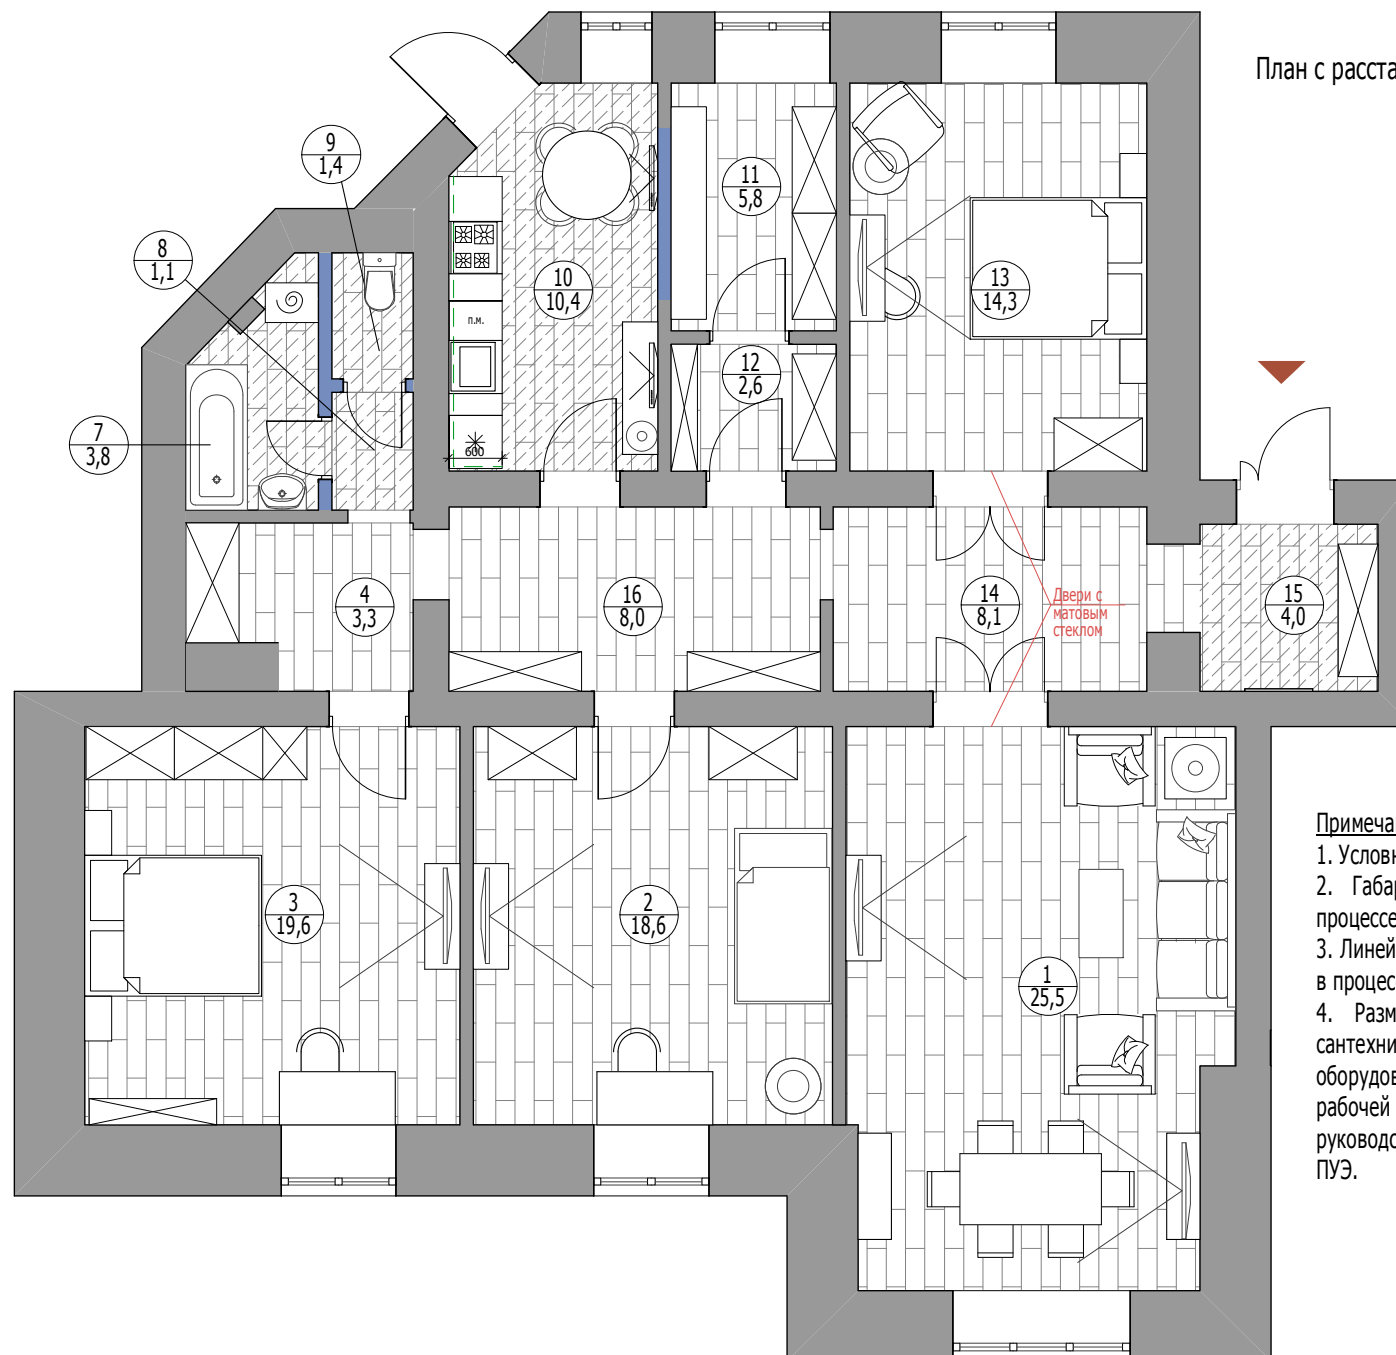 План с расста
9
1,4
8
1,1
11
5,8
10
10,4
13
14,3
п.м.
12
2,6
7
3,8
600
4
3,3
16
8,0
14
8,1
Двери с
матовым
стеклом
15
4,0
3
19,6
2
18,6
1
25,5
Примеча
1. Условн
2. Габар
процессе
3. Линей
в процес
4. Разм
сантехни
оборудов
рабочей
руководс
ПУЭ.